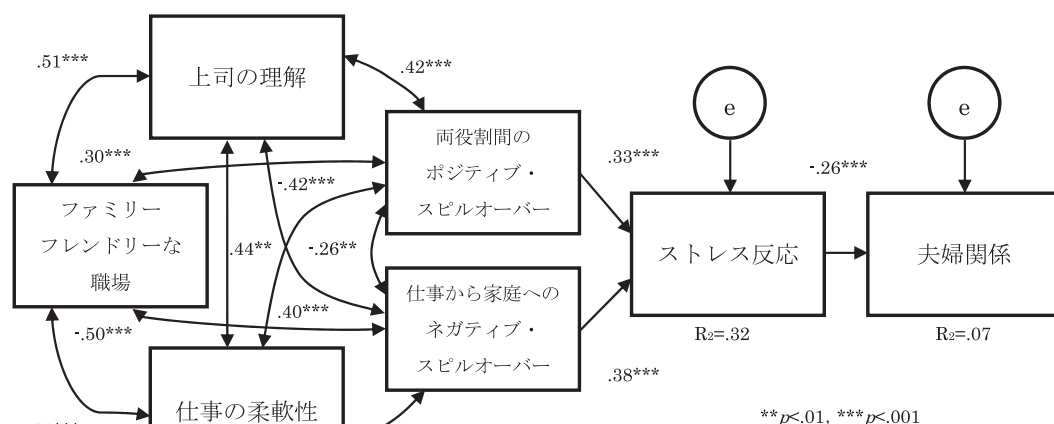 .51***
上司の理解
.42***
e
e
両役割間の
ポジティブ・
スピルオーバー
.30***
.33***
-.26***
-.42***
ファミリー
フレンドリーな
職場
.44**
-.26**
ストレス反応
夫婦関係
仕事から家庭への
ネガティブ・
スピルオーバー
.40***
-.50***
R2=.32
R2=.07
.38***
仕事の柔軟性
**p<.01, ***p<.001